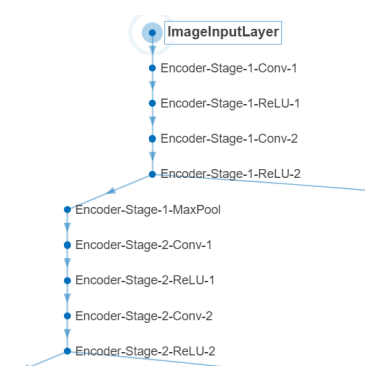 ImageInputLayer
Encoder-Stage-1-Conv-1
Encoder-Stage-1-ReLU-1
Encoder-Stage-1-Conv-2
Encoder-Stage-1-ReLU-2
Encoder-Stage-1-MaxPool
Encoder-Stage-2-Conv-1
Encoder-Stage-2-ReLU-1
Encoder-Stage-2-Conv-2
Encoder-Stage-2-ReLU-2